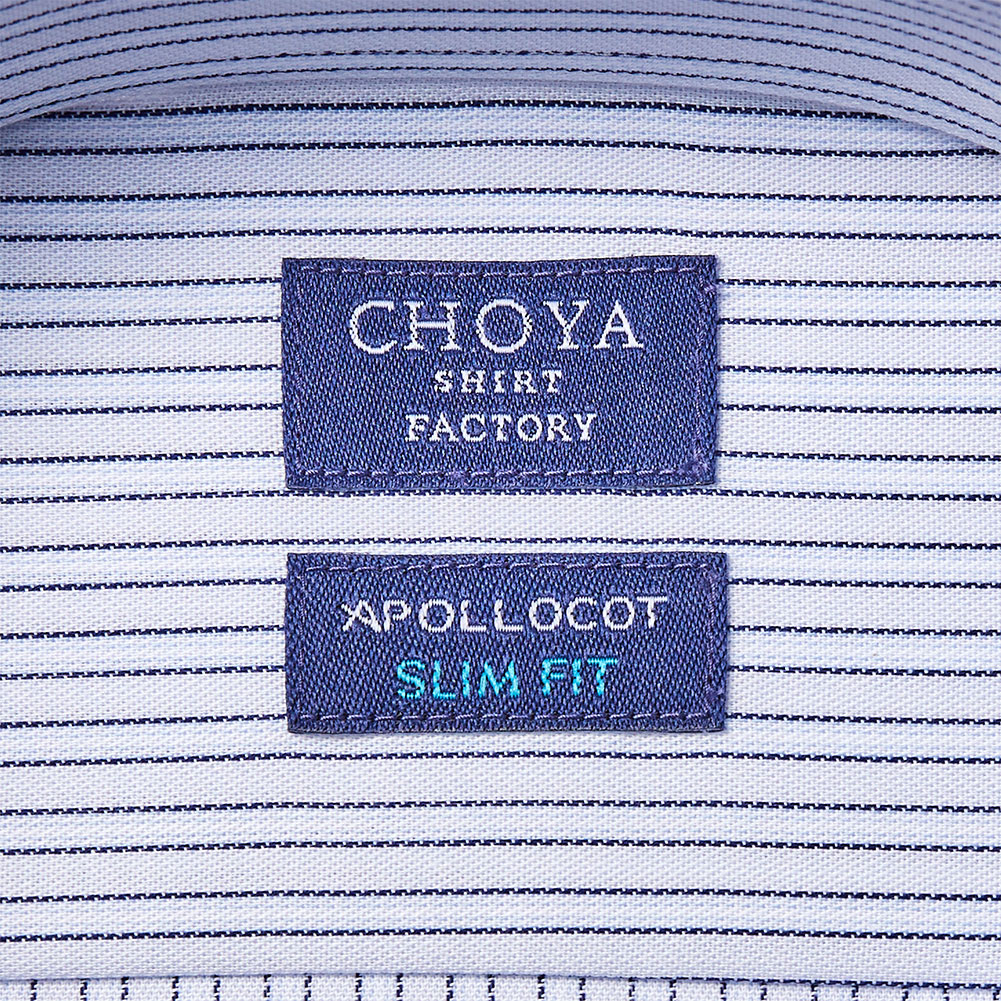 CHOYA
SHIRT
FACTORY
APOLLOCOT
SLIM FIT